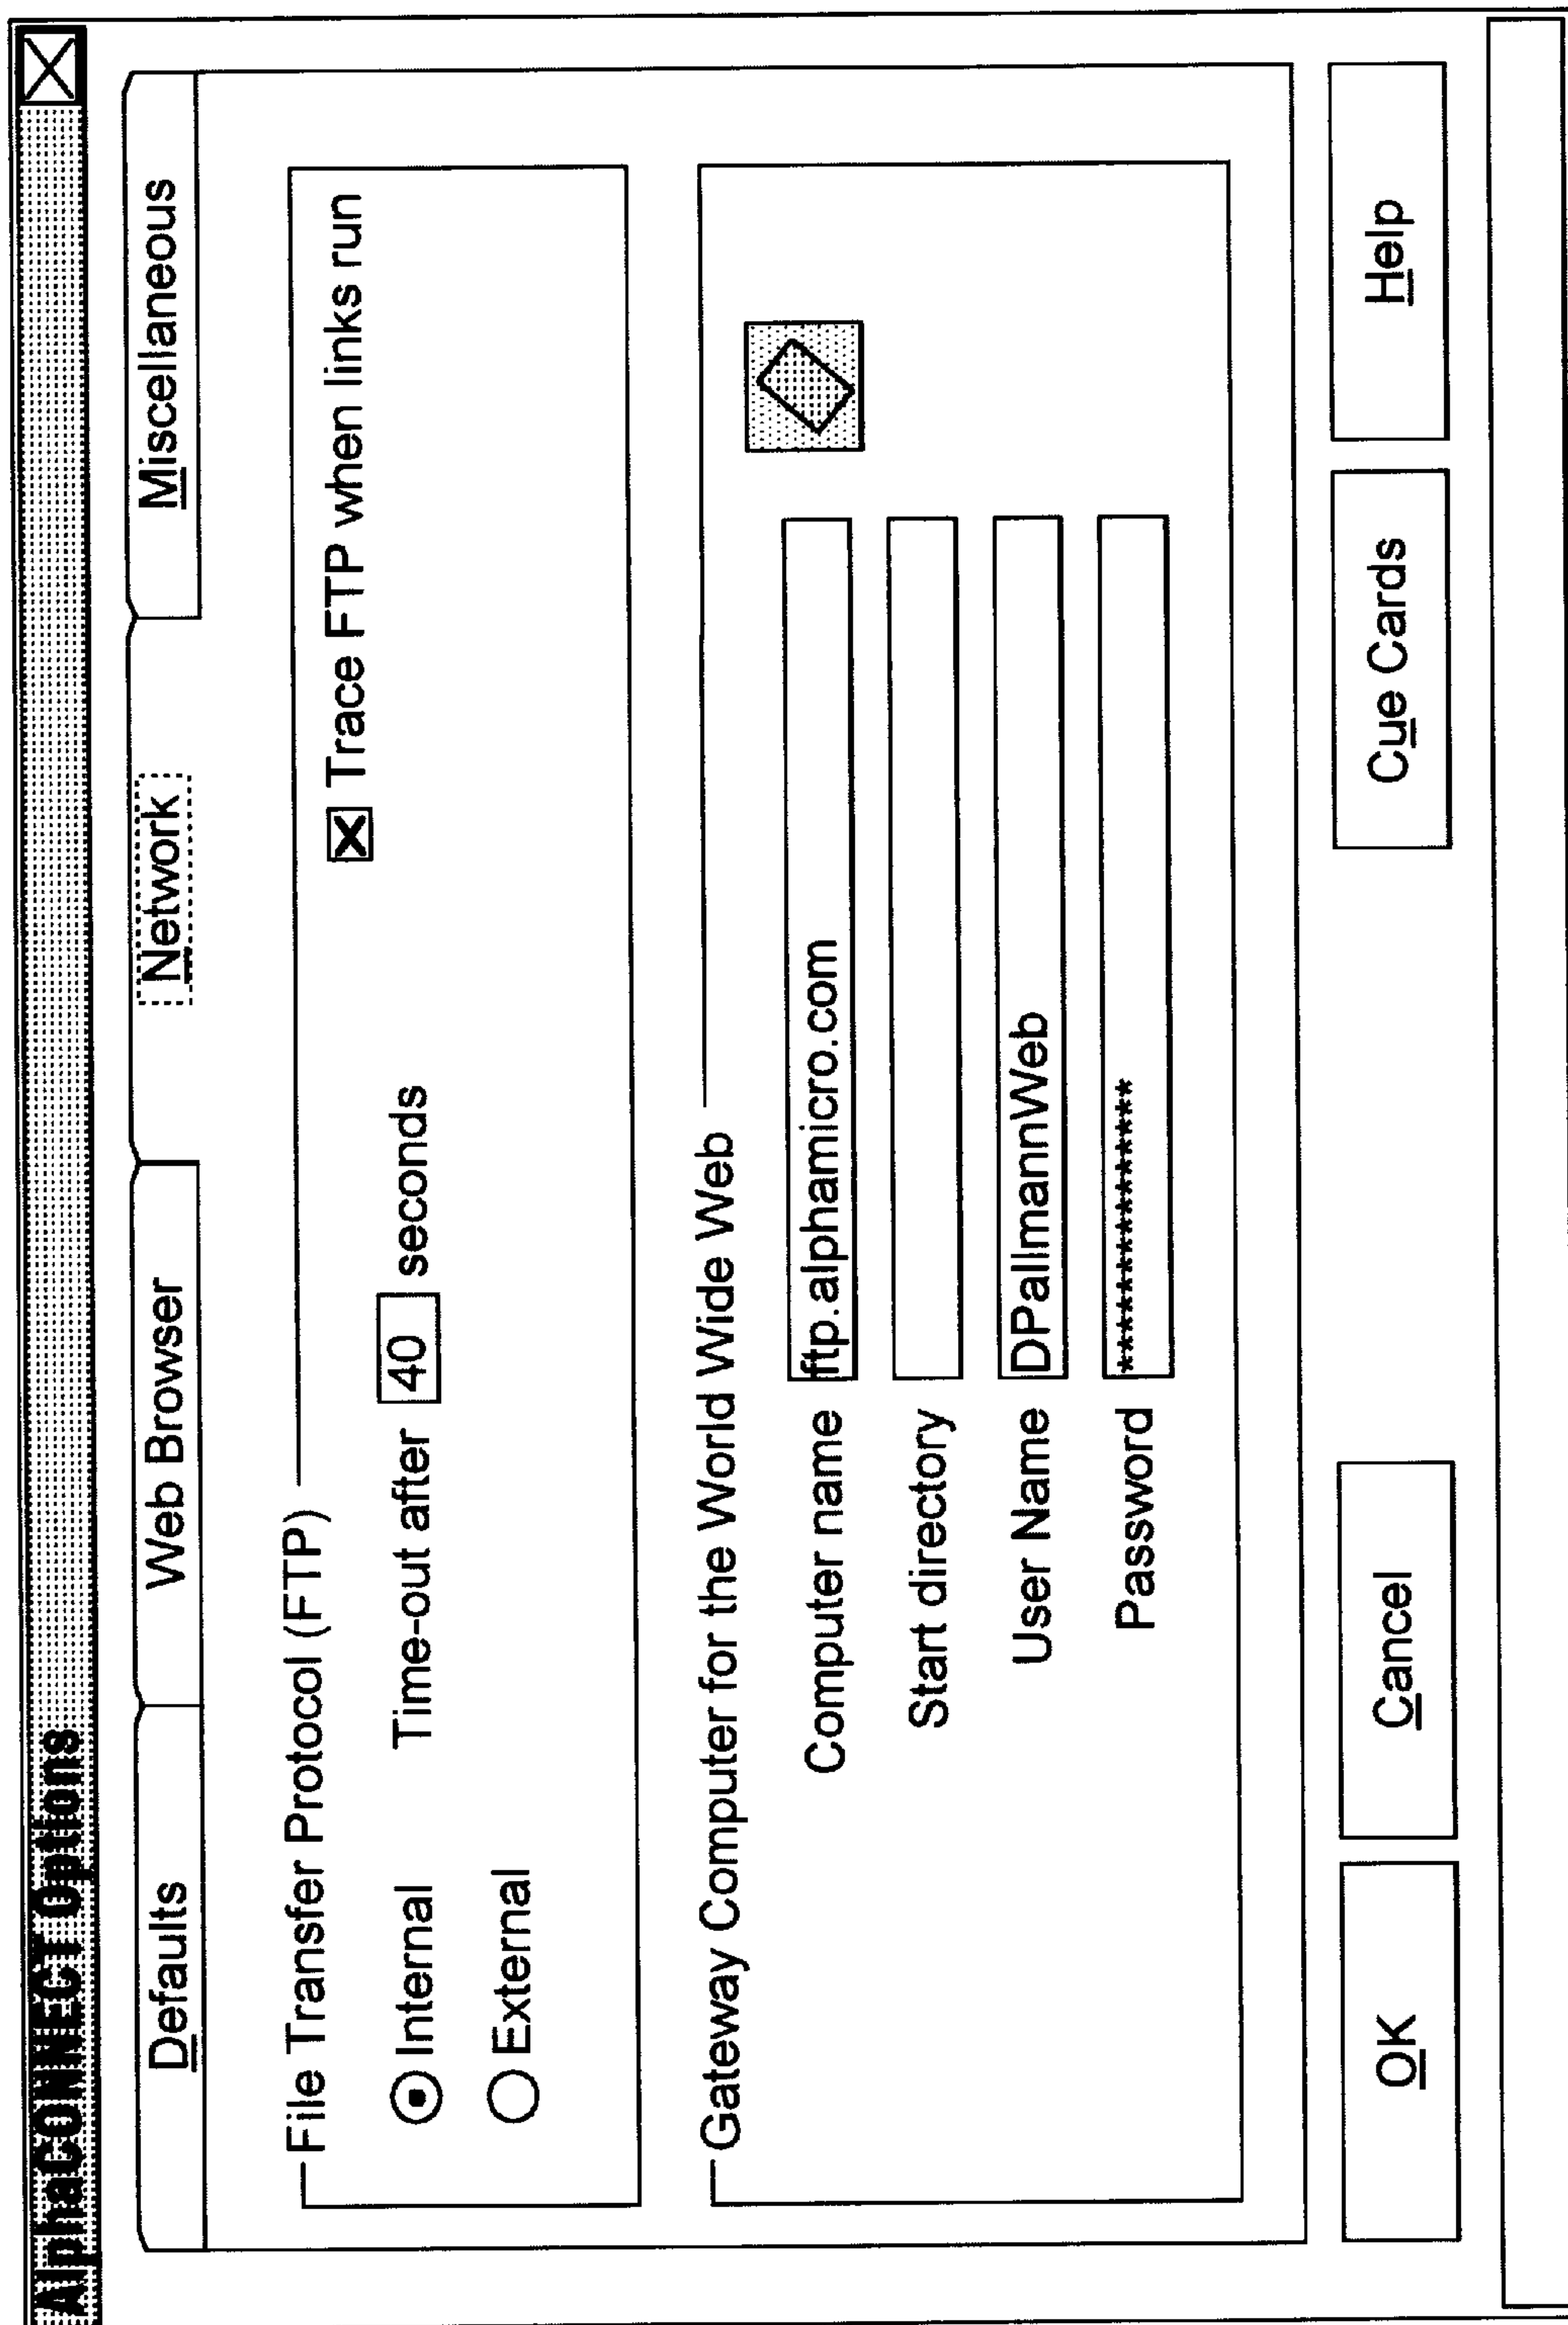 AlphaCONNECT Options
Defaults Web Browser Network Miscellaneous
File Transfer Protocol (FTP)
Trace FTP when links run
Internal Time-out after 40 seconds
External
Gateway Computer for the World Wide Web
Computer name ftp.alphamicro.com
Start directory
User Name DPallmannWeb
Password **************
OK Cancel Cue Cards Help